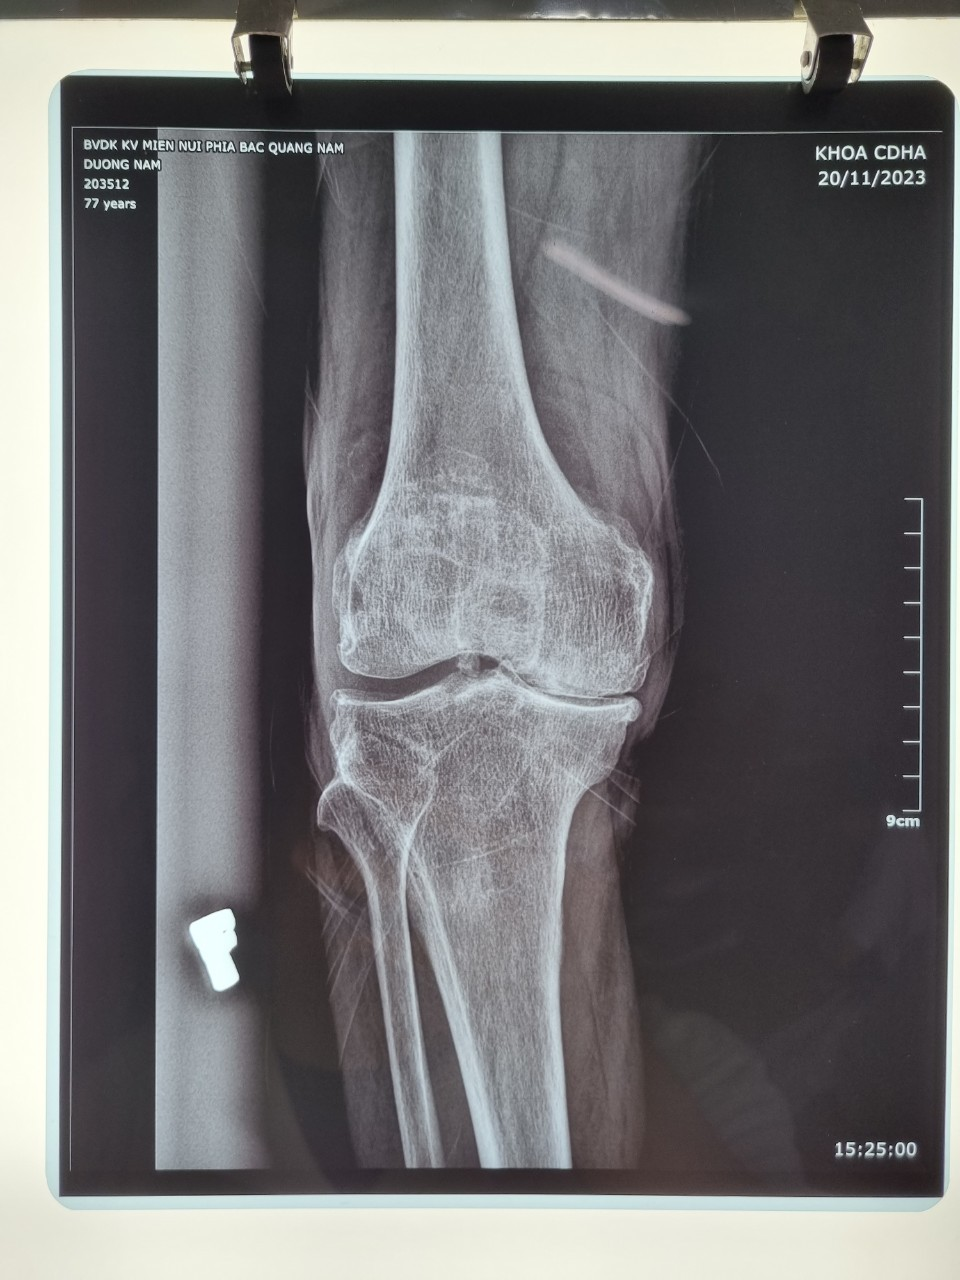 BVDK KV MIEN NUI PHIA BAC QUANG NAM
DUONG NAM
203512
77 years
KHOA CDHA
20/11/2023
9cm
15:25:00